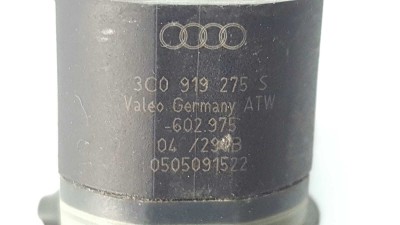 3C0 919 275 S
Valeo Germany ATW
-602.975
04 /29 B
0505091522